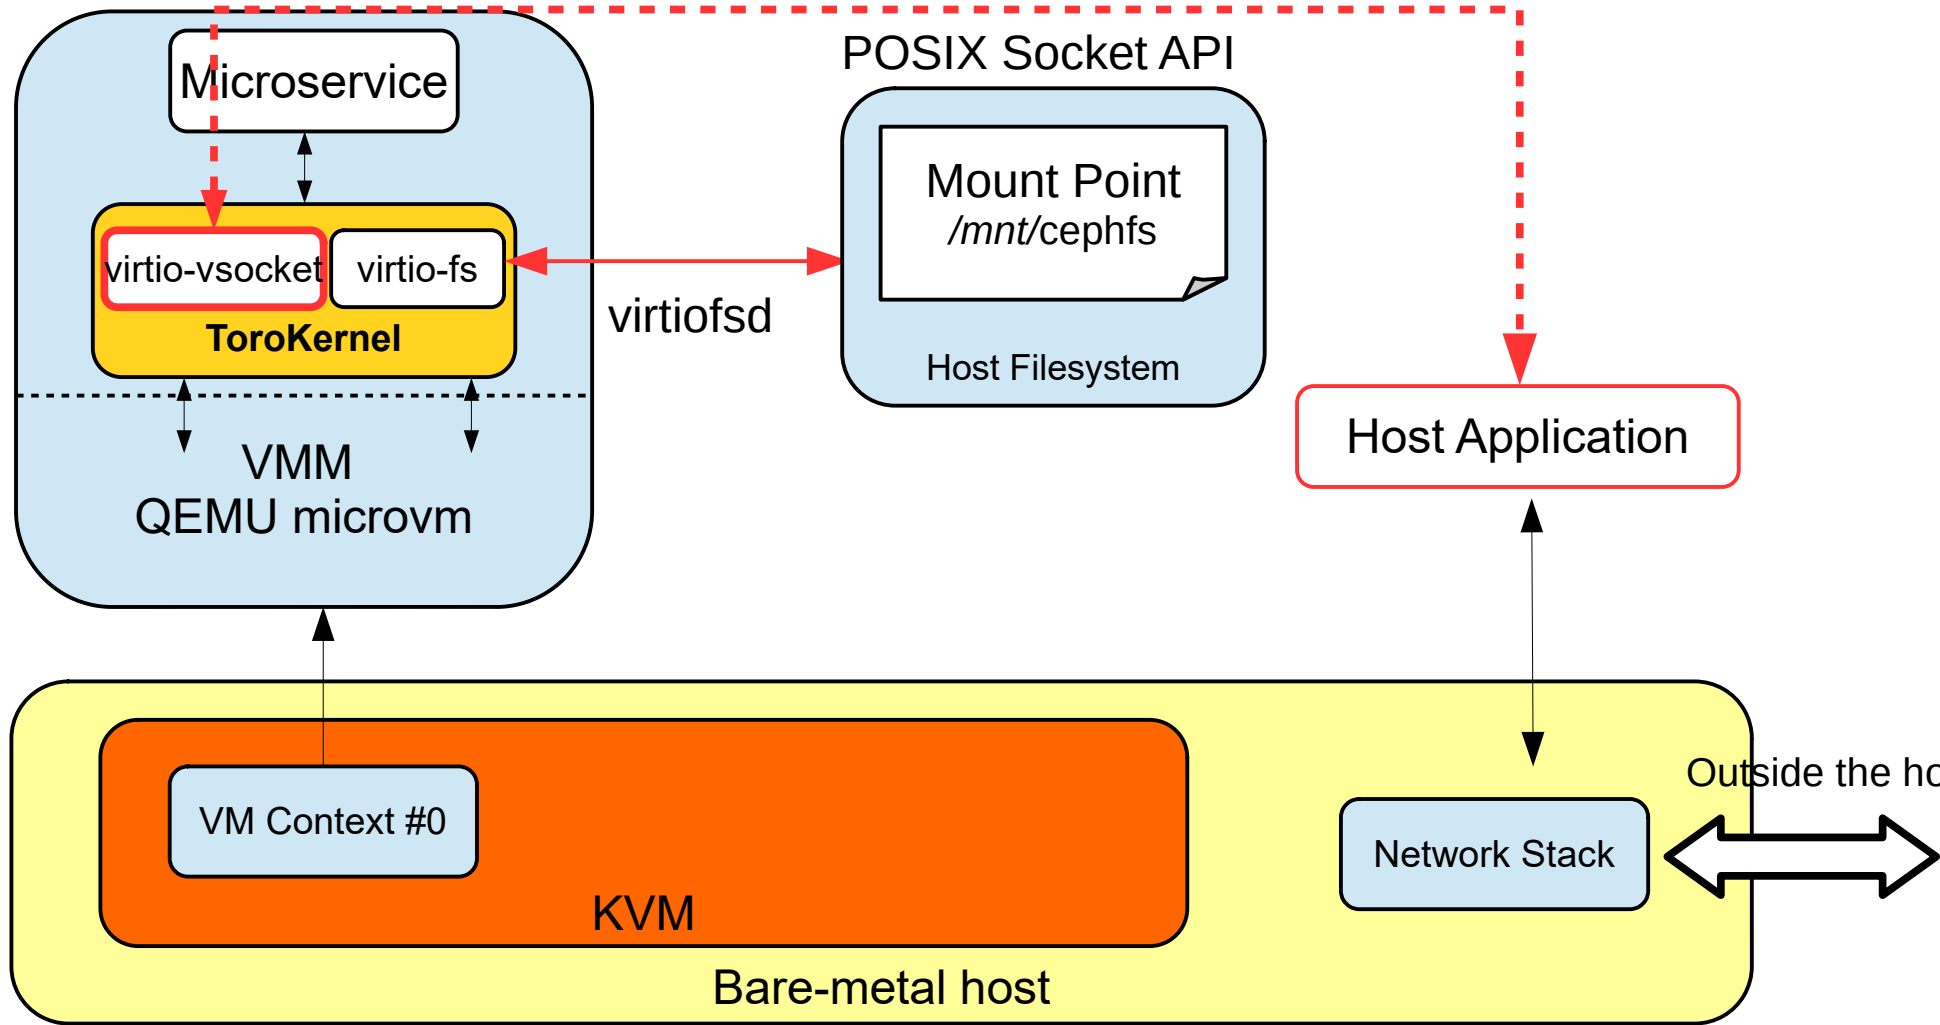 POSIX Socket API
Microservice
Mount Point
/mnt/cephfs
virtio-vsocket
virtio-fs
virtiofsd
ToroKernel
Host Filesystem
Host Application
VMM
QEMU microvm
Outside the ho
VM Context #0
Network Stack
KVM
Bare-metal host